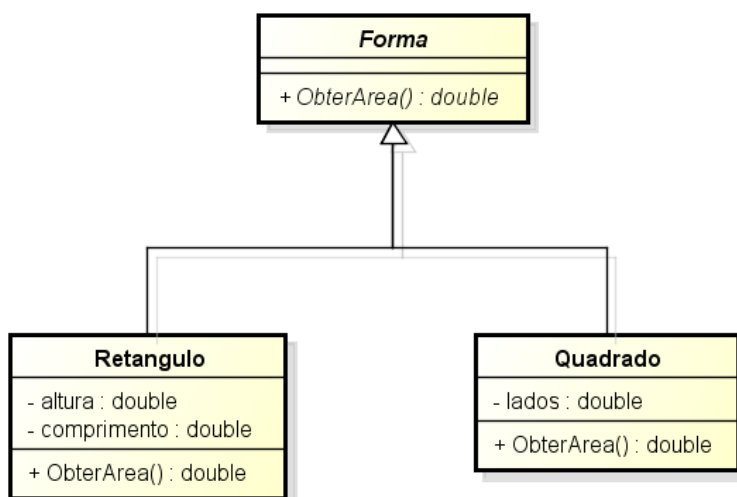 Forma
+ ObterArea() : double
Retangulo
- altura : double
- comprimento : double
+ ObterArea() : double
Quadrado
- lados : double
+ ObterArea() : double